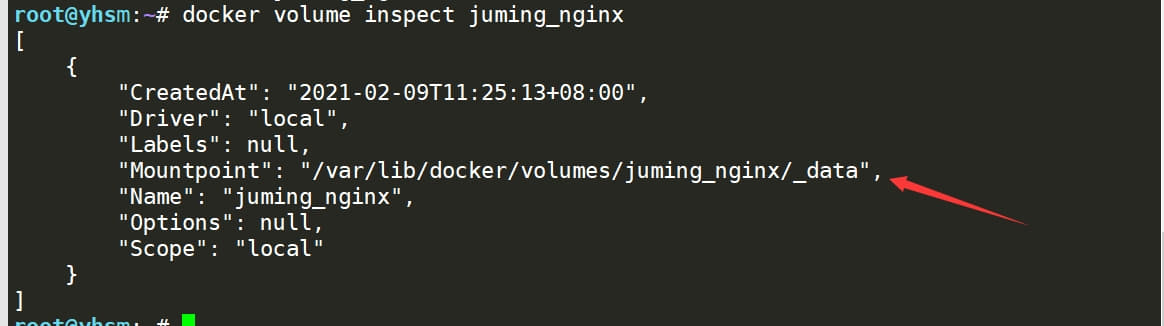 root@yhsm:~# docker volume inspect juming_nginx
[
    {
        "CreatedAt": "2021-02-09T11:25:13+08:00",
        "Driver": "local",
        "Labels": null,
        "Mountpoint": "/var/lib/docker/volumes/juming_nginx/_data",
        "Name": "juming_nginx",
        "Options": null,
        "Scope": "local"
    }
]
root@yhsm:~#